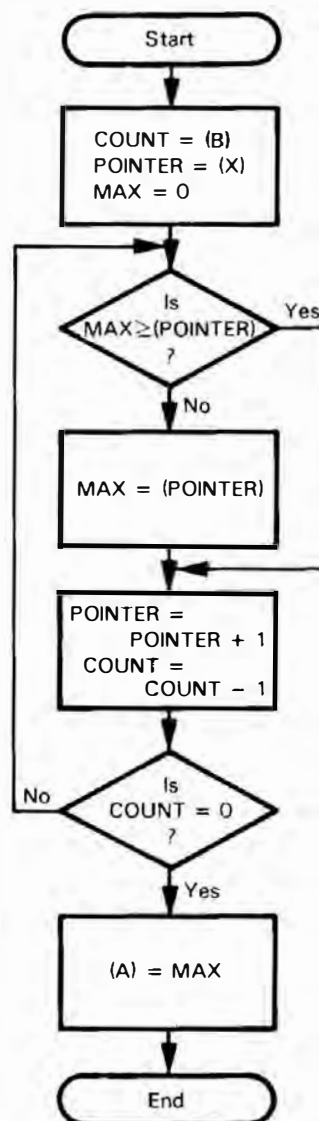 Start
COUNT = (B)
POINTER = (X)
MAX = 0
Is
MAX≥(POINTER)
?
Yes
No
MAX = (POINTER)
POINTER =
POINTER + 1
COUNT =
COUNT - 1
Is
COUNT = 0
?
No
Yes
(A) = MAX
End